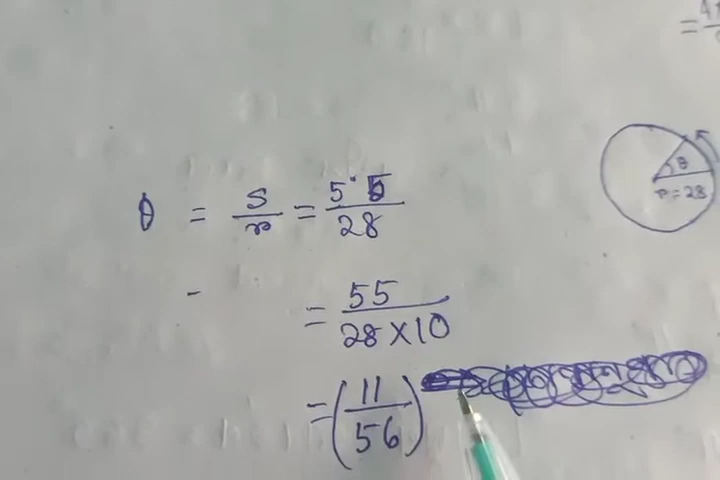 θ = s/r = 5.5/28
= 55/28×10
= (11/56)
θ
r = 28